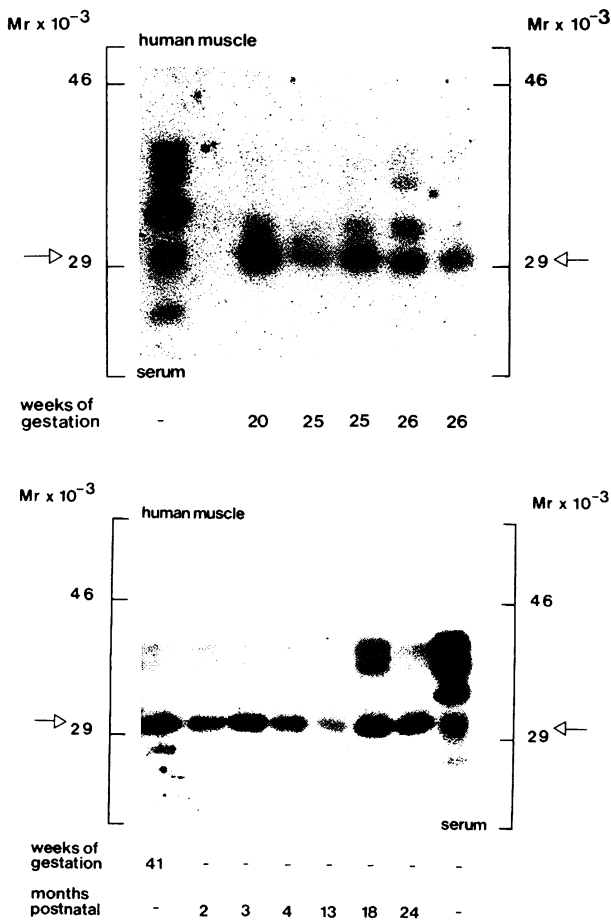 Mr x 10-3 Mr x 10-3
human muscle
46 46
29 29
serum
weeks of
gestation - 20 25 25 26 26
Mr x 10-3 Mr x 10-3
human muscle
46 46
29 29
serum
weeks of
gestation 41 - - - - - - -
months
postnatal - 2 3 4 13 18 24 -